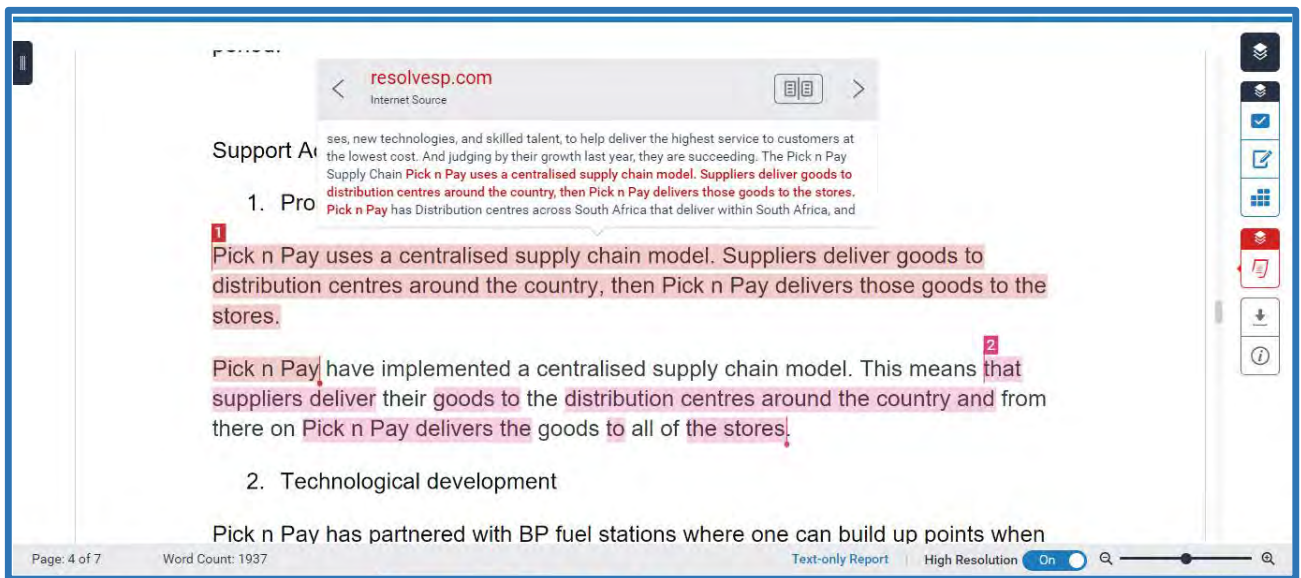 resolvesp.com
Internet Source
ses, new technologies, and skilled talent, to help deliver the highest service to customers at
the lowest cost. And judging by their growth last year, they are succeeding. The Pick n Pay
Supply Chain Pick n Pay uses a centralised supply chain model. Suppliers deliver goods to
distribution centres around the country, then Pick n Pay delivers those goods to the stores.
Pick n Pay has Distribution centres across South Africa that deliver within South Africa, and
Support A
1. Pro
1
Pick n Pay uses a centralised supply chain model. Suppliers deliver goods to
distribution centres around the country, then Pick n Pay delivers those goods to the
stores.
2
Pick n Pay have implemented a centralised supply chain model. This means that
suppliers deliver their goods to the distribution centres around the country and from
there on Pick n Pay delivers the goods to all of the stores.
2. Technological development
Pick n Pay has partnered with BP fuel stations where one can build up points when
Page: 4 of 7 Word Count: 1937 Text-only Report High Resolution On